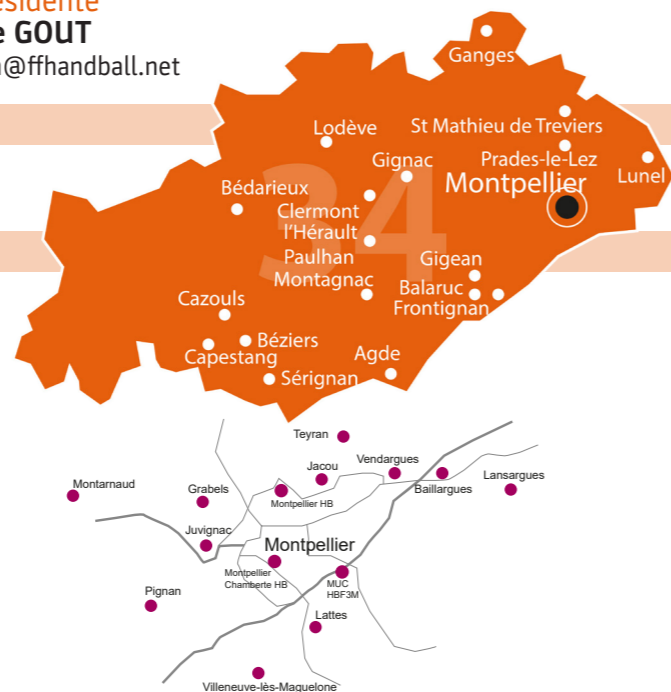 ésidente
e GOUT
@ffhandball.net
34
Ganges
Lodève
St Mathieu de Treviers
Gignac
Prades-le-Lez
Montpellier
Lunel
Bédarieux
Clermont
l'Hérault
Paulhan
Montagnac
Gigean
Balaruc
Frontignan
Cazouls
Béziers
Capestang
Agde
Sérignan
Teyran
Jacou
Vendargues
Montarnaud
Grabels
Montpellier HB
Baillargues
Lansargues
Juvignac
Montpellier
Montpellier
Chamberte HB
MUC
HBF3M
Pignan
Lattes
Villeneuve-lès-Maguelone